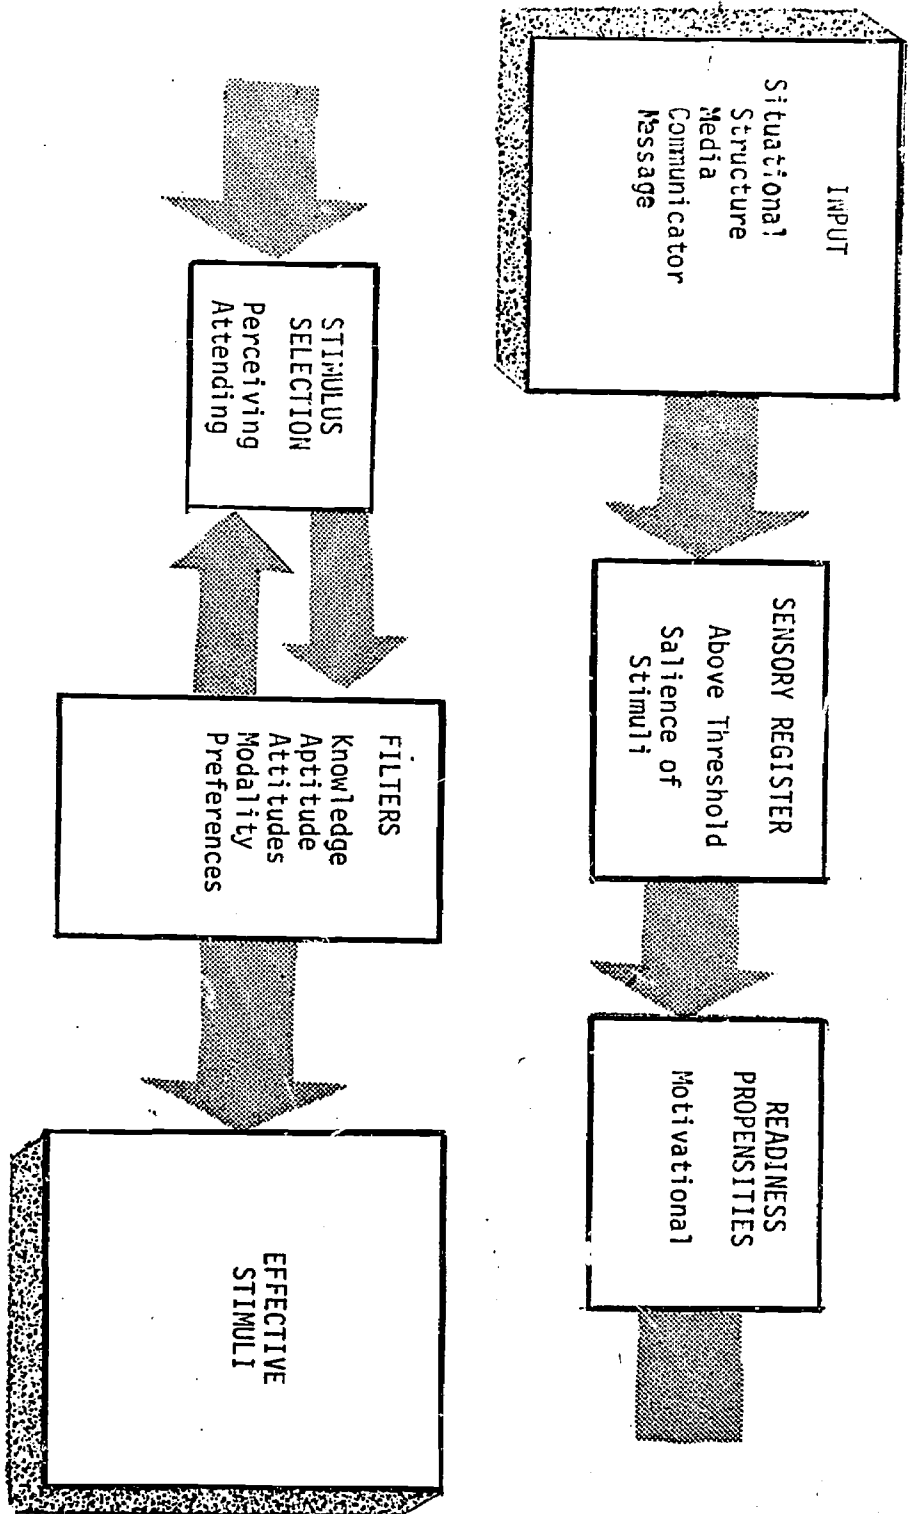 INPUT
Situational
Structure
Media
Communicator
Message
SENSORY REGISTER
Above Threshold
Salience of
Stimuli
READINESS
PROPENSITIES
Motivational
STIMULUS
SELECTION
Perceiving
Attending
FILTERS
Knowledge
Aptitude
Attitudes
Modality
Preferences
EFFECTIVE
STIMULI